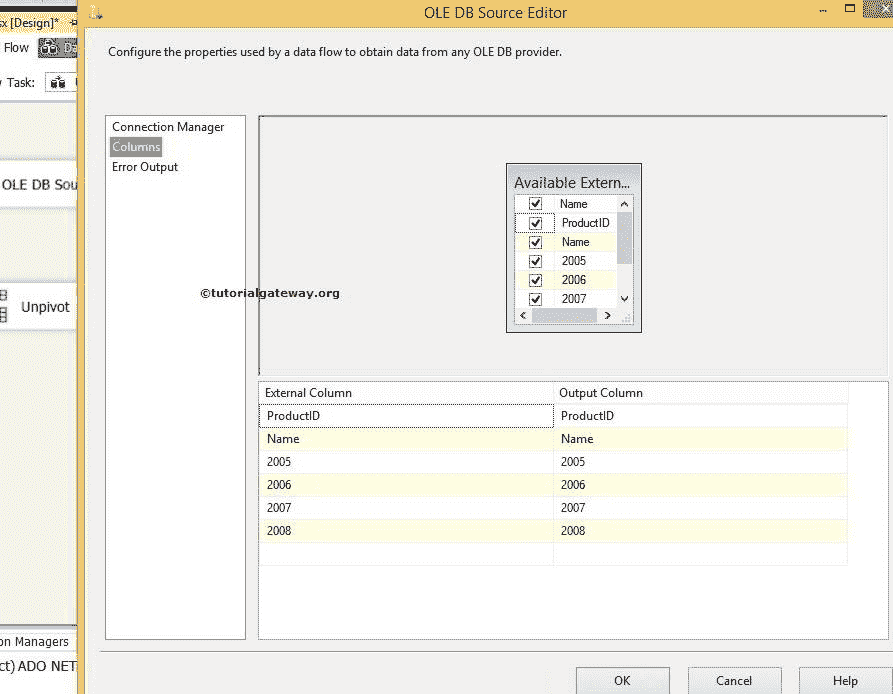 OLE DB Source Editor
sx [Design]*
Flow
Da
Task:
OLE DB Sou
Unpivot
on Managers
ct) ADO NET
Configure the properties used by a data flow to obtain data from any OLE DB provider.
Connection Manager
Columns
Error Output
Available Extern...
Name
ProductID
Name
2005
2006
2007
©tutorialgateway.org
External Column Output Column
ProductID ProductID
Name Name
2005 2005
2006 2006
2007 2007
2008 2008
OK Cancel Help